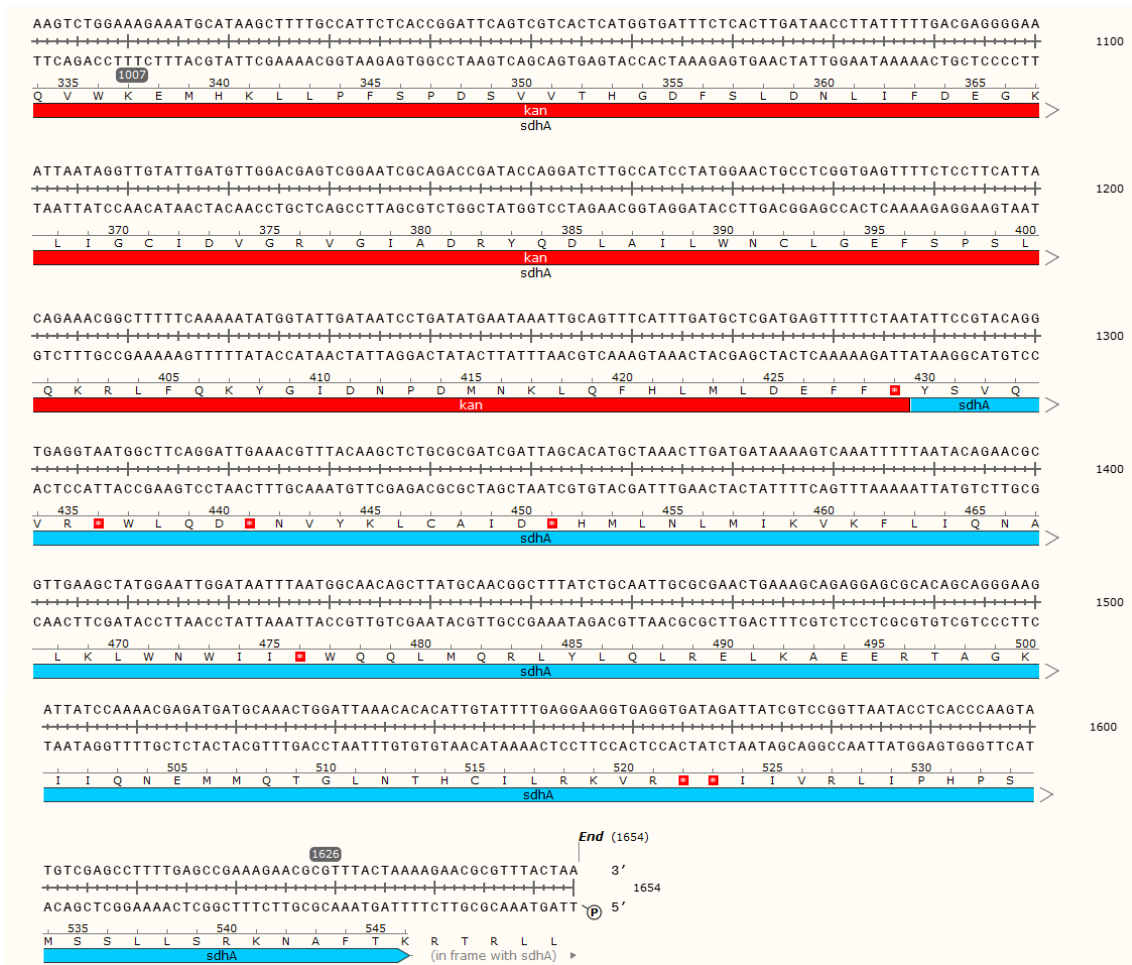 AAGTCTGGAAAGAAATGCATAAGCTTTTGCCATTCTCACCGGATTCAGTCGTCACTCATGGTGATTTCTCACTTGATAACCTTATTTTTGACGAGGGGAA
1100
TTCAGACCTTTCTTTACGTATTCGAAAACGGTAAGAGTGGCCTAAGTCAGCAGTGAGTACCACTAAAGAGTGAACTATTGGAATAAAAACTGCTCCCCTT
335 1007 340 345 350 355 360 365
Q V W K E M H K L L P F S P D S V V T H G D F S L D N L I F D E G K
kan
sdhA
ATTAATAGGTTGTATTGATGTTGGACGAGTCGGAATCGCAGACCGATACCAGGATCTTGCCATCCTATGGAACTGCCTCGGTGAGTTTTCTCCTTCATTA
1200
TAATTATCCAACATAACTACAACCTGCTCAGCCTTAGCGTCTGGCTATGGTCCTAGAACGGTAGGATACCTTGACGGAGCCACTCAAAAGAGGAAGTAAT
370 375 380 385 390 395 400
L I G C I D V G R V G I A D R Y Q D L A I L W N C L G E F S P S L
kan
sdhA
CAGAAACGGCTTTTTCAAAAATATGGTATTGATAATCCTGATATGAATAAATTGCAGTTTCATTTGATGCTCGATGAGTTTTTCTAATATTCCGTACAGG
1300
GTCTTTGCCGAAAAAGTTTTTATACCATAACTATTAGGACTATACTTATTTAACGTCAAAGTAAACTACGAGCTACTCAAAAAGATTATAAGGCATGTCC
405 410 415 420 425 430
Q K R L F Q K Y G I D N P D M N K L Q F H L M L D E F F * Y S V Q
kan sdhA
TGAGGTAATGGCTTCAGGATTGAAACGTTTACAAGCTCTGCGCGATCGATTAGCACATGCTAAACTTGATGATAAAAGTCAAATTTTTAATACAGAACGC
1400
ACTCCATTACCGAAGTCCTAACTTTGCAAATGTTCGAGACGCGCTAGCTAATCGTGTACGATTTGAACTACTATTTTCAGTTTAAAAATTATGTCTTGCG
435 440 445 450 455 460 465
V R * W L Q D * N V Y K L C A I D * H M L N L M I K V K F L I Q N A
sdhA
GTTGAAGCTATGGAATTGGATAATTTAATGGCAACAGCTTATGCAACGGCTTTATCTGCAATTGCGCGAACTGAAAGCAGAGGAGCGCACAGCAGGGAAG
1500
CAACTTCGATACCTTAACCTATTAAATTACCGTTGTCGAATACGTTGCCGAAATAGACGTTAACGCGCTTGACTTTCGTCTCCTCGCGTGTCGTCCCTTC
470 475 480 485 490 495 500
L K L W N W I I * W Q Q L M Q R L Y L Q L R E L K A E E R T A G K
sdhA
ATTATCCAAAACGAGATGATGCAAACTGGATTAAACACACATTGTATTTTGAGGAAGGTGAGGTGATAGATTATCGTCCGGTTAATACCTCACCCAAGTA
1600
TAATAGGTTTTGCTCTACTACGTTTGACCTAATTTGTGTGTAACATAAAACTCCTTCCACTCCACTATCTAATAGCAGGCCAATTATGGAGTGGGTTCAT
505 510 515 520 525 530
I I Q N E M M Q T G L N T H C I L R K V R * * I I V R L I P H P S
sdhA
End (1654)
1626
TGTCGAGCCTTTTGAGCCGAAAGAACGCGTTTACTAAAAGAACGCGTTTACTAA 3′
1654
ACAGCTCGGAAAACTCGGCTTTCTTGCGCAAATGATTTTCTTGCGCAAATGATT P 5′
535 540 545
M S S L L S R K N A F T K R T R L L
sdhA (in frame with sdhA)